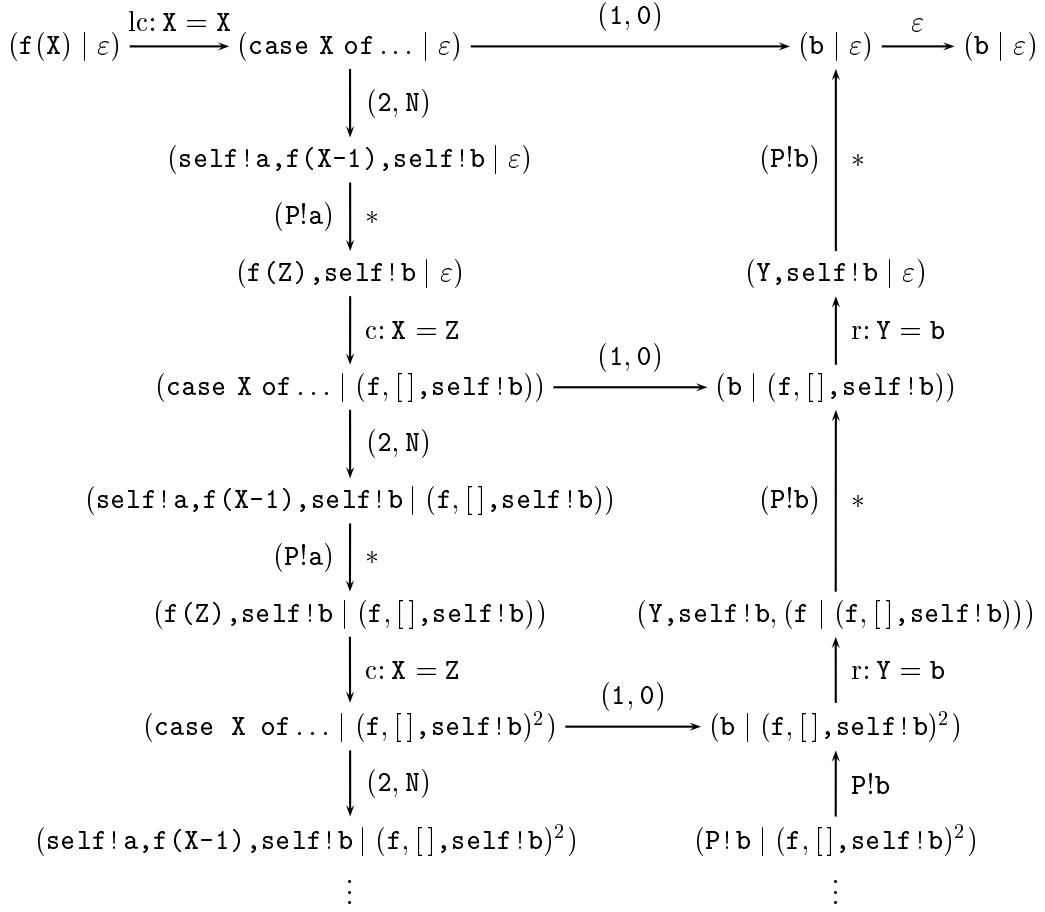 lc: X = X (1, 0) ε
(f(X) | ε) (case X of... | ε) (b | ε) (b | ε)
(2, N)
(self!a,f(X-1),self!b | ε) (P!b) *
(P!a) *
(f(Z),self!b | ε) (Y,self!b | ε)
c: X = Z r: Y = b
(1, 0)
(case X of... | (f,[],self!b)) (b | (f,[],self!b))
(2, N)
(self!a,f(X-1),self!b | (f,[],self!b)) (P!b) *
(P!a) *
(f(Z),self!b | (f,[],self!b)) (Y,self!b,(f | (f,[],self!b)))
c: X = Z r: Y = b
(1, 0)
(case X of... | (f,[],self!b)²) (b | (f,[],self!b)²)
(2, N) P!b
(self!a,f(X-1),self!b | (f,[],self!b)²) (P!b | (f,[],self!b)²)
⋮ ⋮